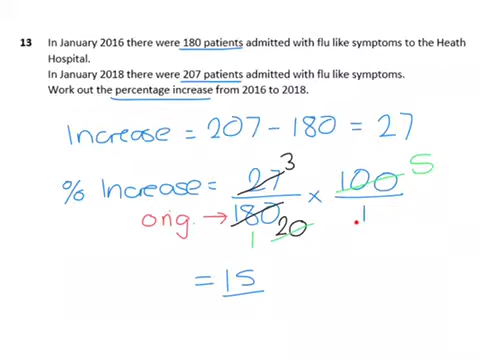 13 In January 2016 there were 180 patients admitted with flu like symptoms to the Heath
Hospital.
In January 2018 there were 207 patients admitted with flu like symptoms.
Work out the percentage increase from 2016 to 2018.
Increase = 207 - 180 = 27
3
% Increase = 27 × 100 5
orig. → 180 20 1
1
= 15